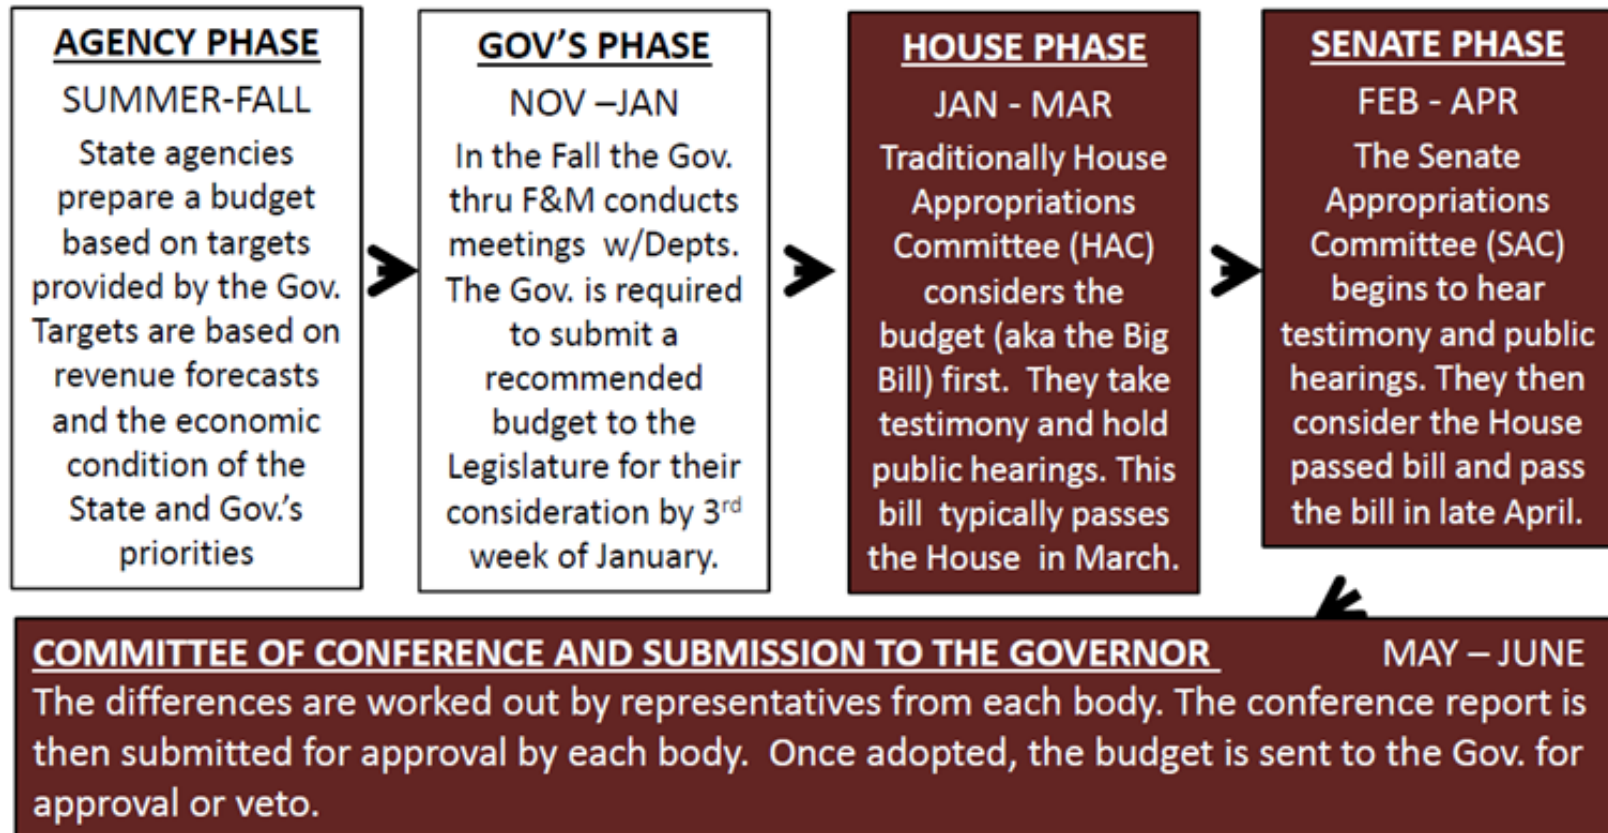 AGENCY PHASE
SUMMER-FALL
State agencies
prepare a budget
based on targets
provided by the Gov.
Targets are based on
revenue forecasts
and the economic
condition of the
State and Gov.'s
priorities
GOV'S PHASE
NOV –JAN
In the Fall the Gov.
thru F&M conducts
meetings w/Depts.
The Gov. is required
to submit a
recommended
budget to the
Legislature for their
consideration by 3rd
week of January.
HOUSE PHASE
JAN - MAR
Traditionally House
Appropriations
Committee (HAC)
considers the
budget (aka the Big
Bill) first. They take
testimony and hold
public hearings. This
bill typically passes
the House in March.
SENATE PHASE
FEB - APR
The Senate
Appropriations
Committee (SAC)
begins to hear
testimony and public
hearings. They then
consider the House
passed bill and pass
the bill in late April.
COMMITTEE OF CONFERENCE AND SUBMISSION TO THE GOVERNOR MAY – JUNE
The differences are worked out by representatives from each body. The conference report is
then submitted for approval by each body. Once adopted, the budget is sent to the Gov. for
approval or veto.